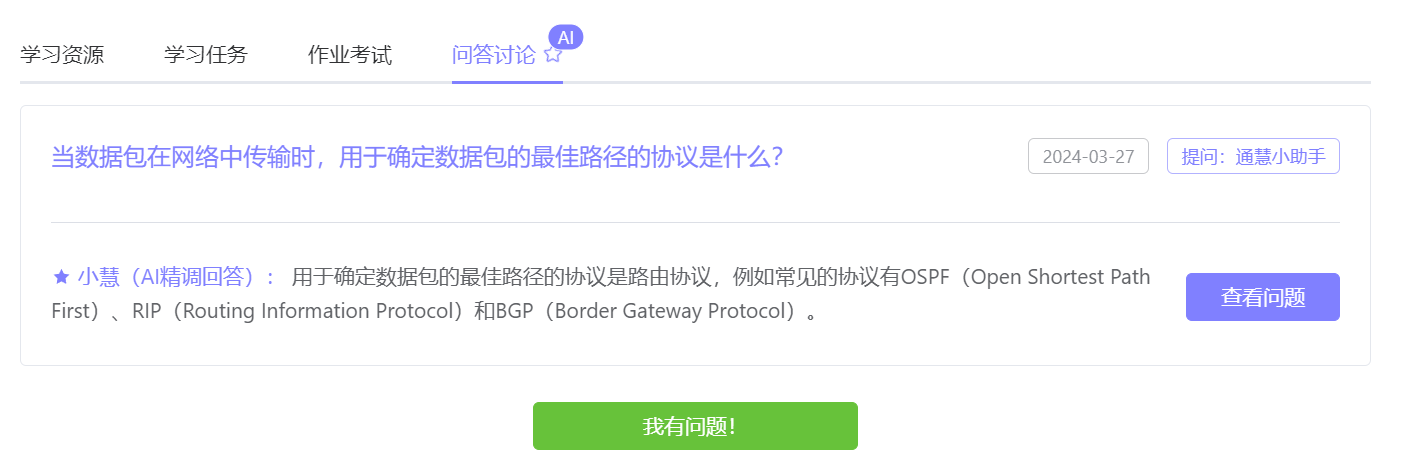 AI
学习资源 学习任务 作业考试 问答讨论
当数据包在网络中传输时，用于确定数据包的最佳路径的协议是什么？ 2024-03-27 提问：通慧小助手
小慧（AI精调回答）： 用于确定数据包的最佳路径的协议是路由协议，例如常见的协议有OSPF（Open Shortest Path
First）、RIP（Routing Information Protocol）和BGP（Border Gateway Protocol）。
查看问题
我有问题！